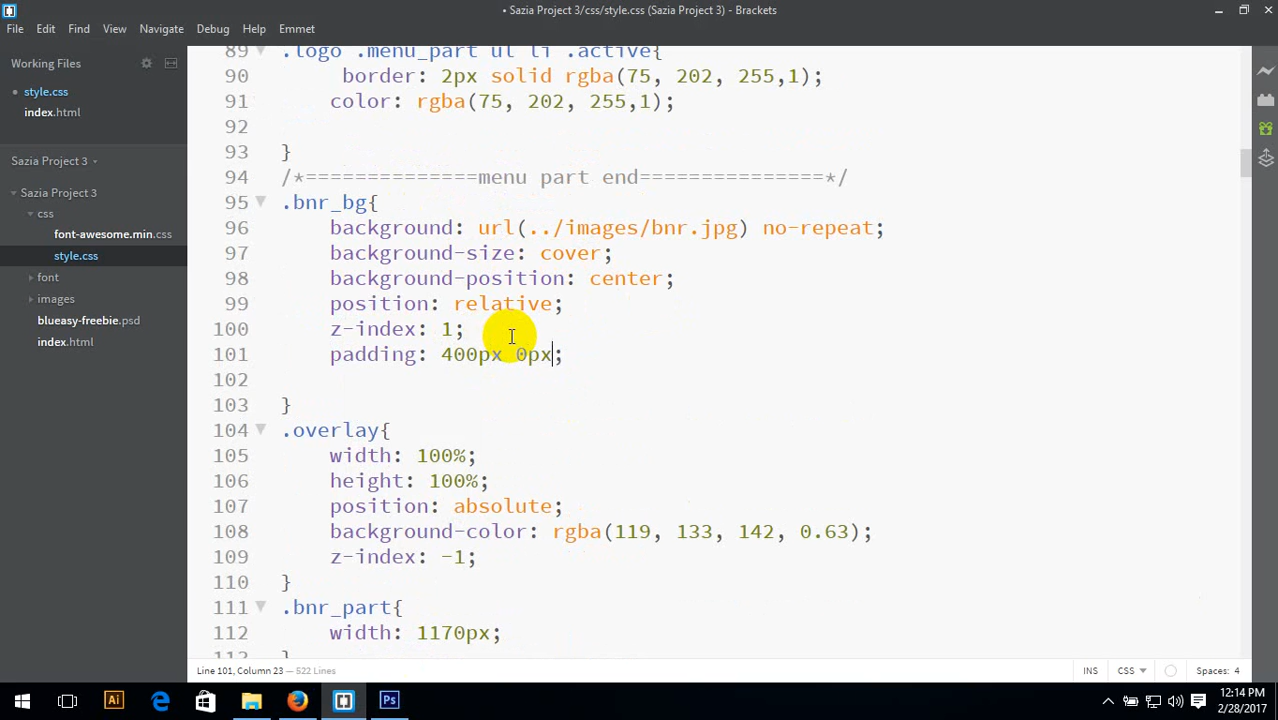 • Sazia Project 3/css/style.css (Sazia Project 3) - Brackets
File Edit Find View Navigate Debug Help Emmet
Working Files
style.css
index.html
Sazia Project 3
Sazia Project 3
css
font-awesome.min.css
style.css
font
images
blueasy-freebie.psd
index.html
89 .logo .menu_part ul li .active{
90 border: 2px solid rgba(75, 202, 255,1);
91 color: rgba(75, 202, 255,1);
92
93 }
94 /*==============menu part end===============*/
95 .bnr_bg{
96 background: url(../images/bnr.jpg) no-repeat;
97 background-size: cover;
98 background-position: center;
99 position: relative;
100 z-index: 1;
101 padding: 400px 0px;
102
103 }
104 .overlay{
105 width: 100%;
106 height: 100%;
107 position: absolute;
108 background-color: rgba(119, 133, 142, 0.63);
109 z-index: -1;
110 }
111 .bnr_part{
112 width: 1170px;
113 }
Line 101, Column 23 — 522 Lines
INS CSS Spaces: 4
Ai Ps
12:14 PM
2/28/2017